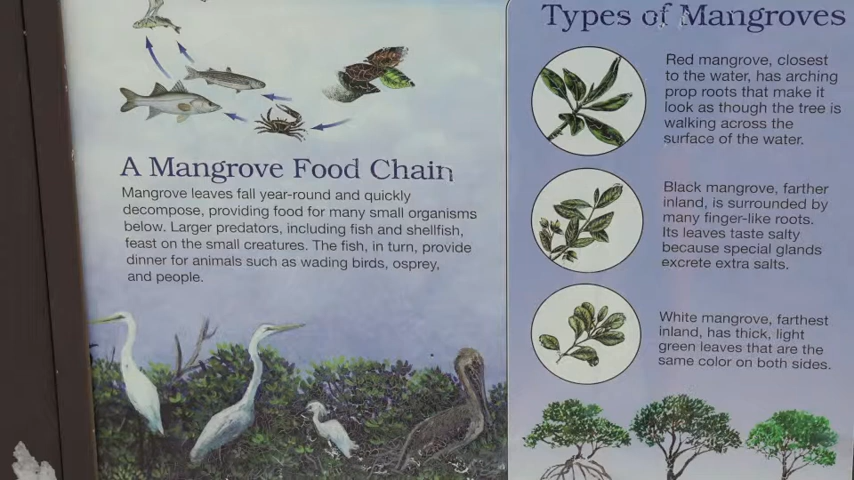 A Mangrove Food Chain
Mangrove leaves fall year-round and quickly
decompose, providing food for many small organisms
below. Larger predators, including fish and shellfish,
feast on the small creatures. The fish, in turn, provide
dinner for animals such as wading birds, osprey,
and people.
Types of Mangroves
Red mangrove, closest
to the water, has arching
prop roots that make it
look as though the tree is
walking across the
surface of the water.
Black mangrove, farther
inland, is surrounded by
many finger-like roots.
Its leaves taste salty
because special glands
excrete extra salts.
White mangrove, farthest
inland, has thick, light
green leaves that are the
same color on both sides.